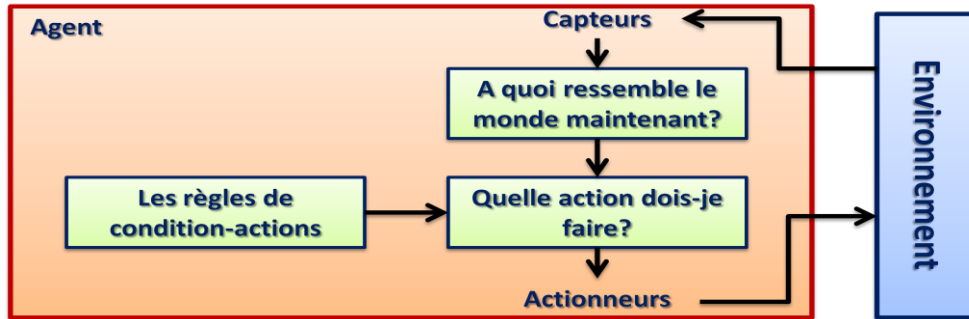 Agent
Capteurs
A quoi ressemble le
monde maintenant?
Les règles de
condition-actions
Quelle action dois-je
faire?
Actionneurs
Environnement